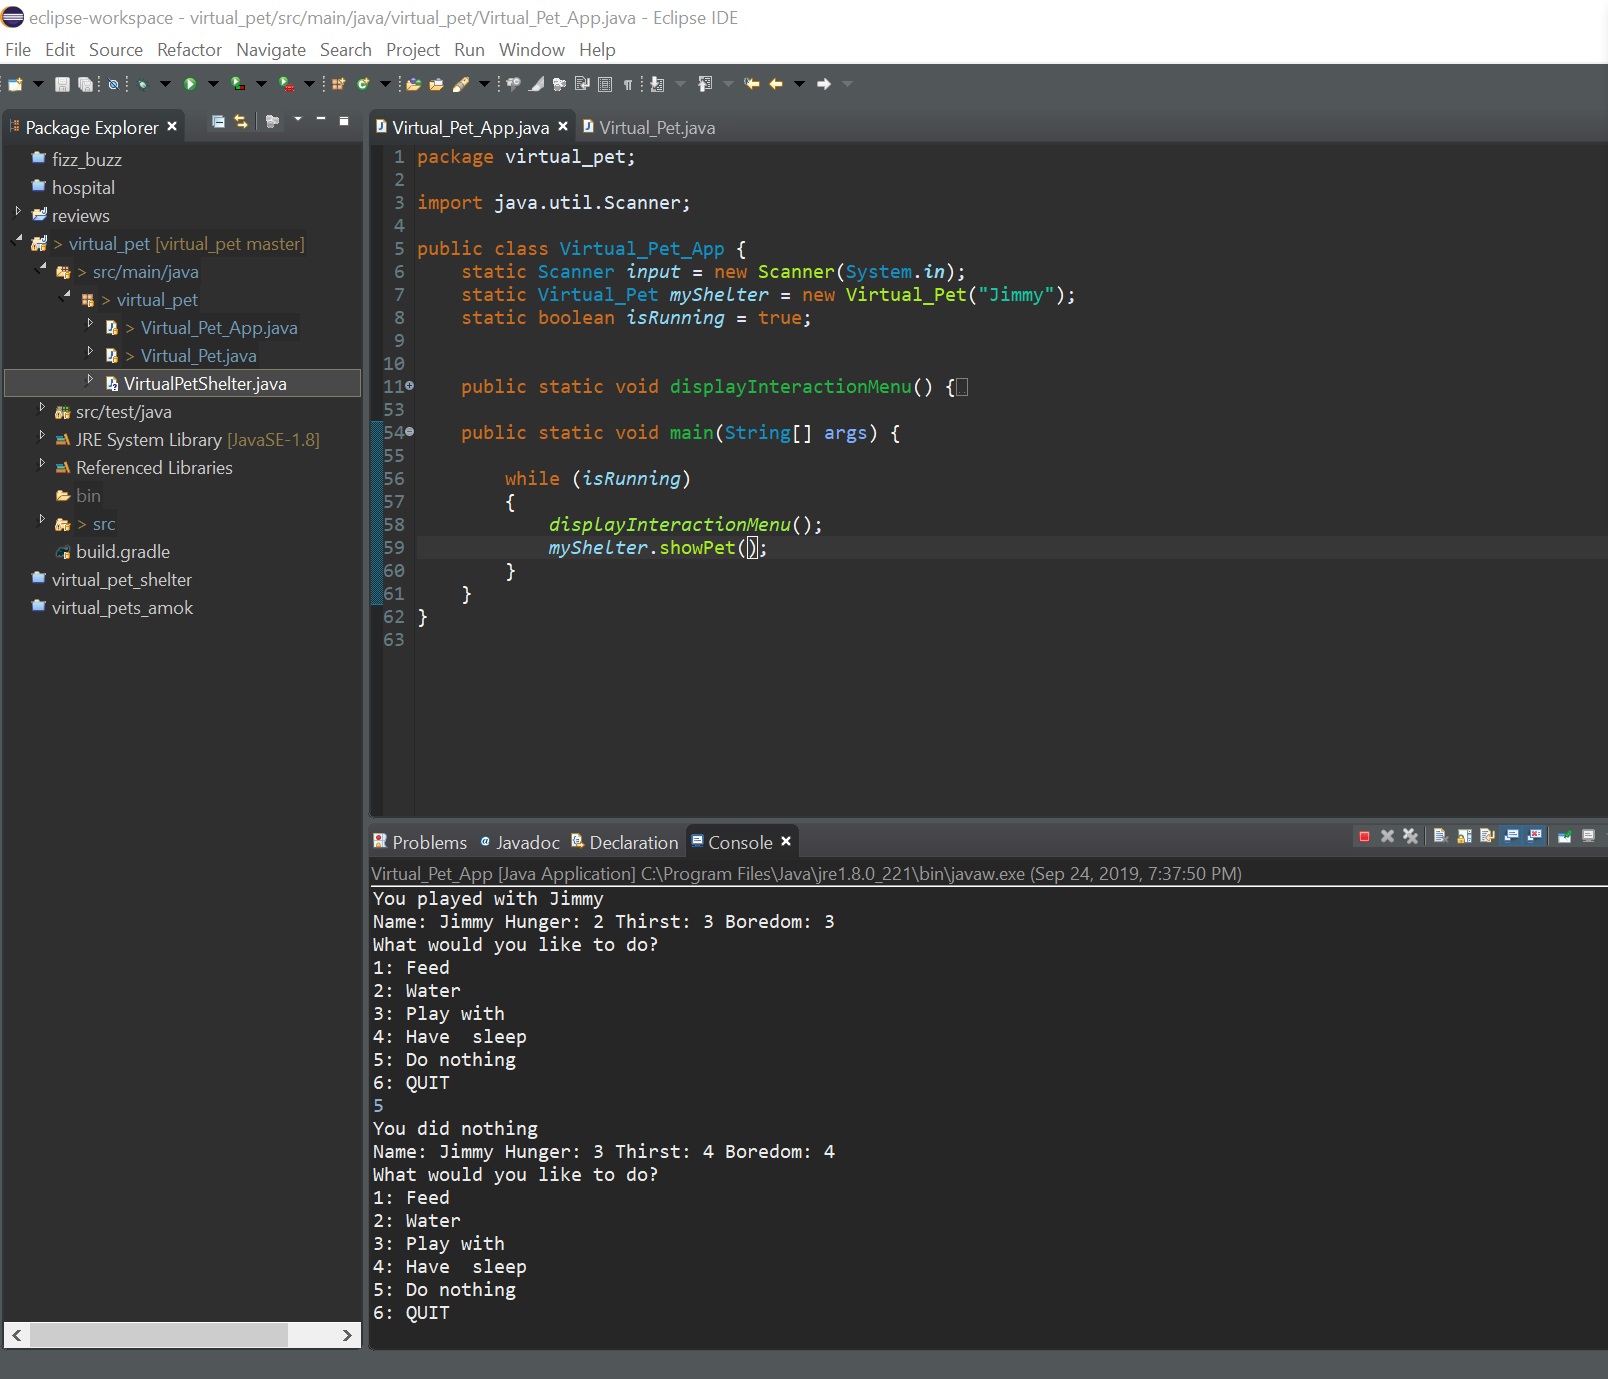 eclipse-workspace - virtual_pet/src/main/java/virtual_pet/Virtual_Pet_App.java - Eclipse IDE
File Edit Source Refactor Navigate Search Project Run Window Help
Package Explorer
fizz_buzz
hospital
reviews
> virtual_pet [virtual_pet master]
> src/main/java
> virtual_pet
> Virtual_Pet_App.java
> Virtual_Pet.java
VirtualPetShelter.java
src/test/java
JRE System Library [JavaSE-1.8]
Referenced Libraries
bin
> src
build.gradle
virtual_pet_shelter
virtual_pets_amok
Virtual_Pet_App.java Virtual_Pet.java
1 package virtual_pet;
2
3 import java.util.Scanner;
4
5 public class Virtual_Pet_App {
6 static Scanner input = new Scanner(System.in);
7 static Virtual_Pet myShelter = new Virtual_Pet("Jimmy");
8 static boolean isRunning = true;
9
10
11 public static void displayInteractionMenu() {
53
54 public static void main(String[] args) {
55
56 while (isRunning)
57 {
58 displayInteractionMenu();
59 myShelter.showPet();
60 }
61 }
62 }
63
Problems @ Javadoc Declaration Console
Virtual_Pet_App [Java Application] C:\Program Files\Java\jre1.8.0_221\bin\javaw.exe (Sep 24, 2019, 7:37:50 PM)
You played with Jimmy
Name: Jimmy Hunger: 2 Thirst: 3 Boredom: 3
What would you like to do?
1: Feed
2: Water
3: Play with
4: Have  sleep
5: Do nothing
6: QUIT
5
You did nothing
Name: Jimmy Hunger: 3 Thirst: 4 Boredom: 4
What would you like to do?
1: Feed
2: Water
3: Play with
4: Have  sleep
5: Do nothing
6: QUIT